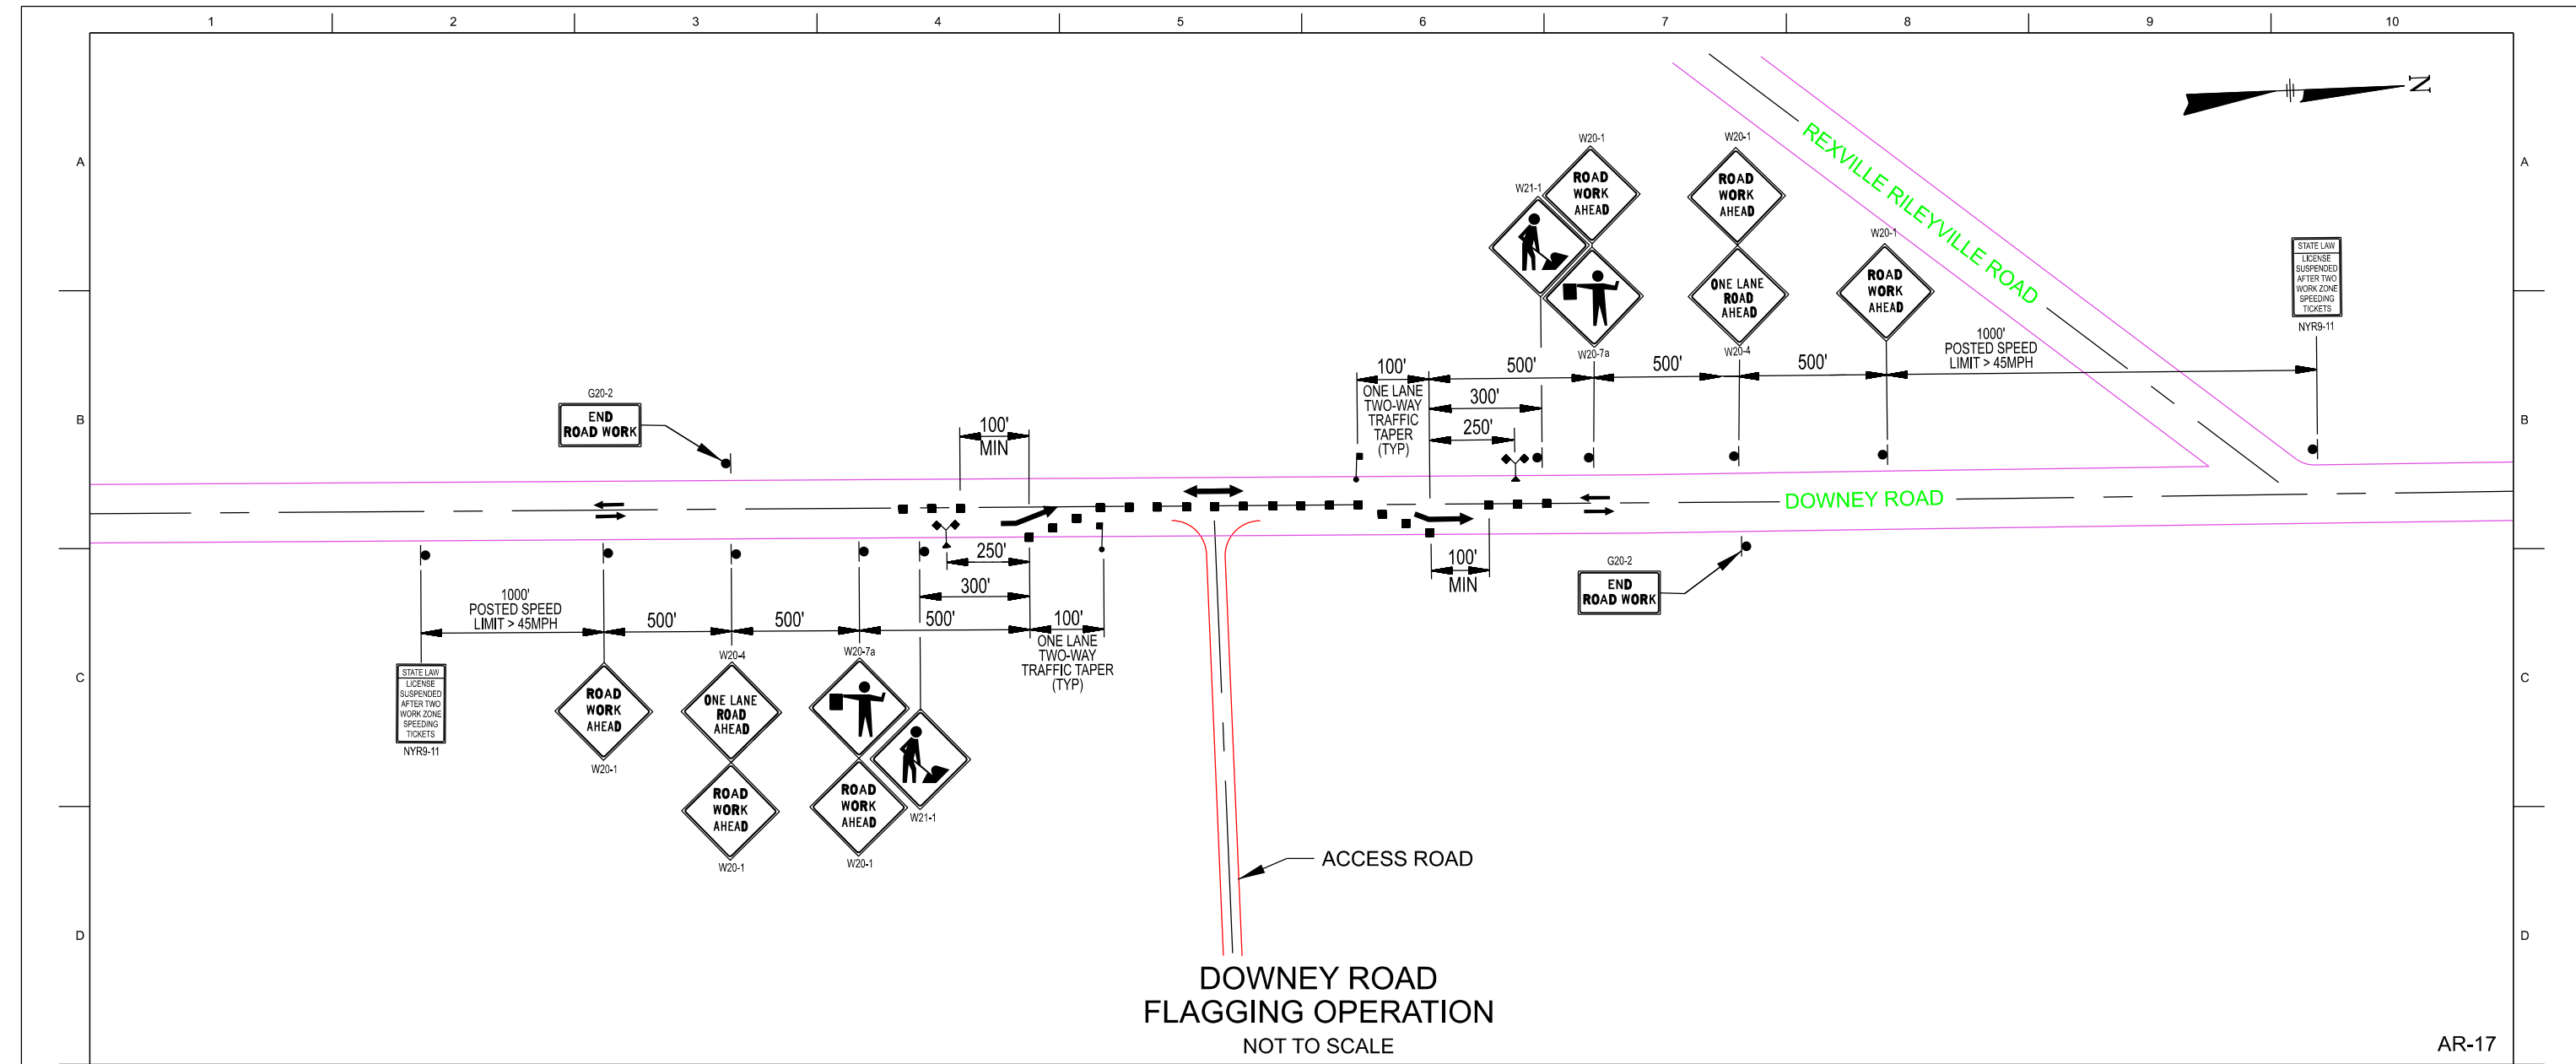 1 2 3 4 5 6 7 8 9 10
A
A
B
B
C
C
D
D
N
REXVILLE RILEYVILLE ROAD
DOWNEY ROAD
W20-1
ROAD
WORK
AHEAD
W21-1
W20-7a
W20-1
ROAD
WORK
AHEAD
ONE LANE
ROAD
AHEAD
W20-4
W20-1
ROAD
WORK
AHEAD
STATE LAW
LICENSE
SUSPENDED
AFTER TWO
WORK ZONE
SPEEDING
TICKETS
NYR9-11
1000'
POSTED SPEED
LIMIT > 45MPH
100'
500'
500'
500'
ONE LANE
TWO-WAY
TRAFFIC
TAPER
(TYP)
300'
250'
G20-2
END
ROAD WORK
100'
MIN
250'
300'
100'
MIN
G20-2
END
ROAD WORK
1000'
POSTED SPEED
LIMIT > 45MPH
500'
500'
500'
100'
ONE LANE
TWO-WAY
TRAFFIC TAPER
(TYP)
STATE LAW
LICENSE
SUSPENDED
AFTER TWO
WORK ZONE
SPEEDING
TICKETS
NYR9-11
ROAD
WORK
AHEAD
W20-1
W20-4
ONE LANE
ROAD
AHEAD
ROAD
WORK
AHEAD
W20-1
W20-7a
ROAD
WORK
AHEAD
W20-1
W21-1
ACCESS ROAD
DOWNEY ROAD
FLAGGING OPERATION
NOT TO SCALE
AR-17